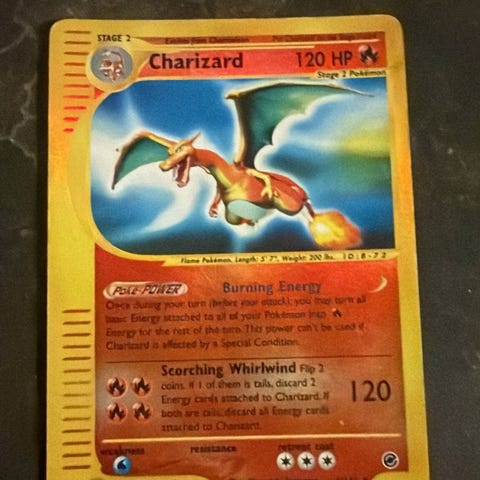 STAGE 2 Evolves from Charmeleon
Charizard 120 HP
Stage 2 Pokémon
Flame Pokémon, Length: 5' 7", Weight: 200 lbs. ID: B-72
Poké-POWER Burning Energy
Once during your turn (before your attack), you may turn all
basic Energy attached to all of your Pokémon into
Energy for the rest of the turn. This power can't be used if
Charizard is affected by a Special Condition.
Scorching Whirlwind Flip 2
coins. If 1 of them is tails, discard 2
Energy cards attached to Charizard. If
both are tails, discard all Energy cards
attached to Charizard.
120
weakness resistance retreat cost